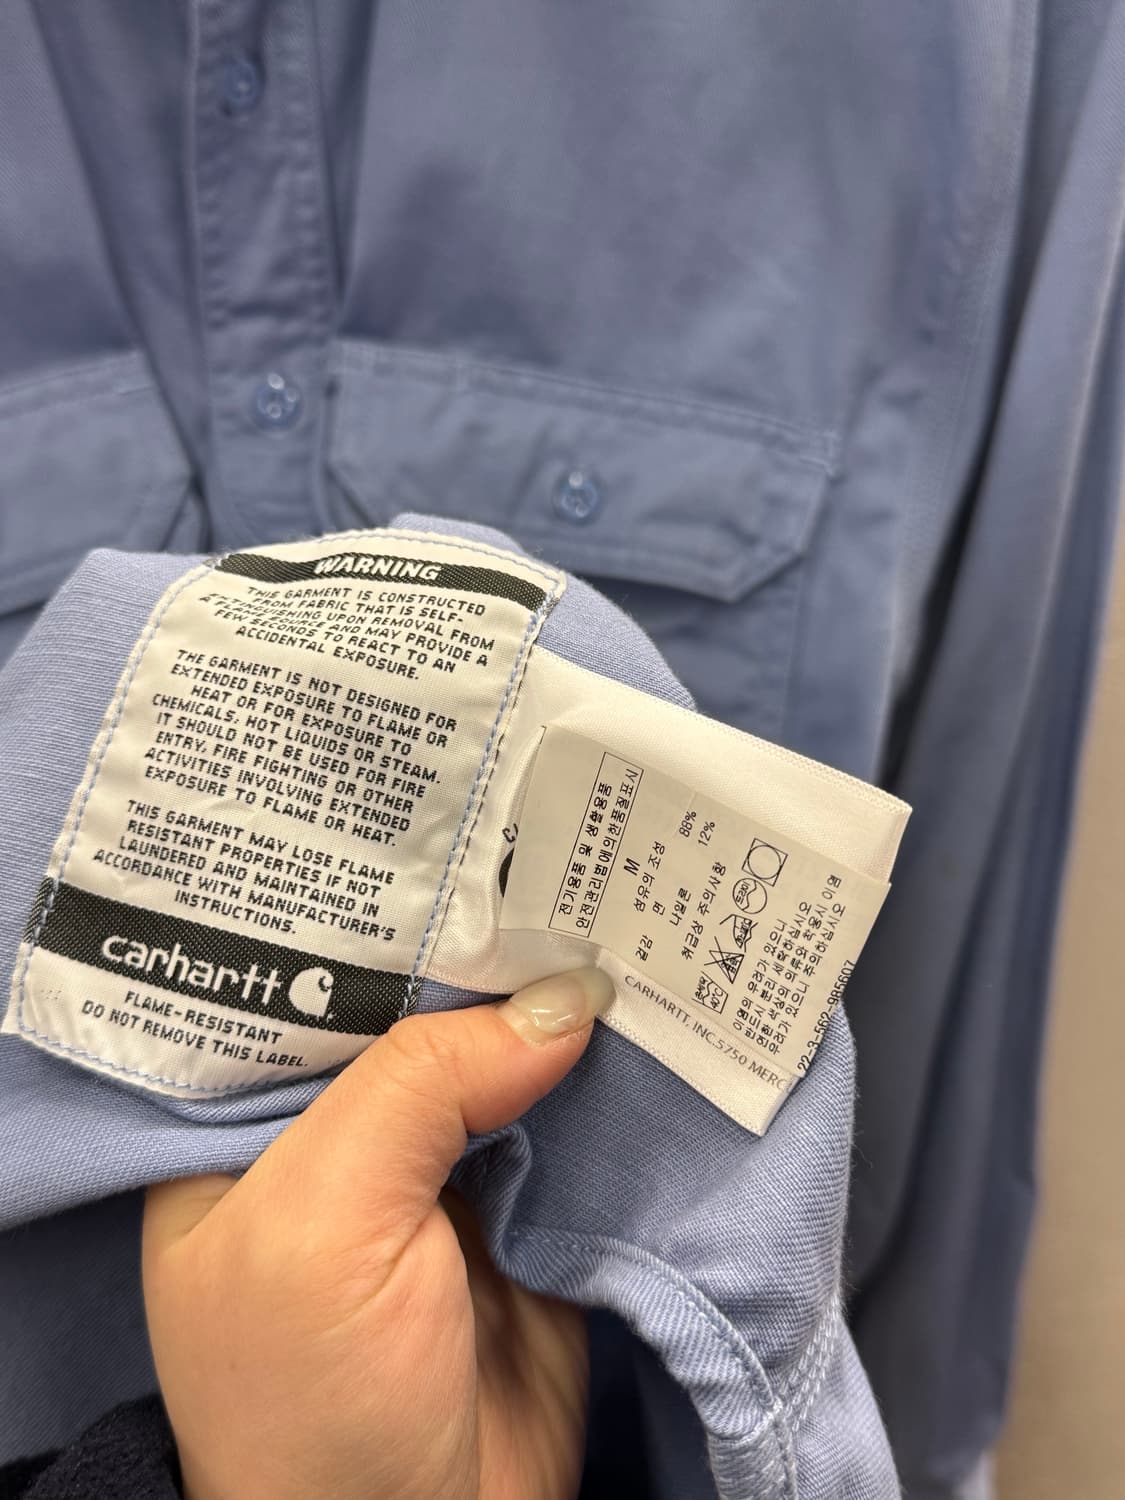 WARNING
THIS GARMENT IS CONSTRUCTED
FROM FABRIC THAT IS SELF-
EXTINGUISHING UPON REMOVAL FROM
A FLAME SOURCE AND MAY PROVIDE A
FEW SECONDS TO REACT TO AN
ACCIDENTAL EXPOSURE.
THE GARMENT IS NOT DESIGNED FOR
EXTENDED EXPOSURE TO FLAME OR
HEAT OR FOR EXPOSURE TO
CHEMICALS, HOT LIQUIDS OR STEAM.
IT SHOULD NOT BE USED FOR FIRE
ENTRY, FIRE FIGHTING OR OTHER
ACTIVITIES INVOLVING EXTENDED
EXPOSURE TO FLAME OR HEAT.
THIS GARMENT MAY LOSE FLAME
RESISTANT PROPERTIES IF NOT
LAUNDERED AND MAINTAINED IN
ACCORDANCE WITH MANUFACTURER'S
INSTRUCTIONS.
carhartt
FLAME-RESISTANT
DO NOT REMOVE THIS LABEL.
전기용품 및 생활용품
안전관리법에의한품질표시
M
섬유의 조성
겉감 면 88%
나일론 12%
취급상 주의사항
CARHARTT, INC.5750 MERC